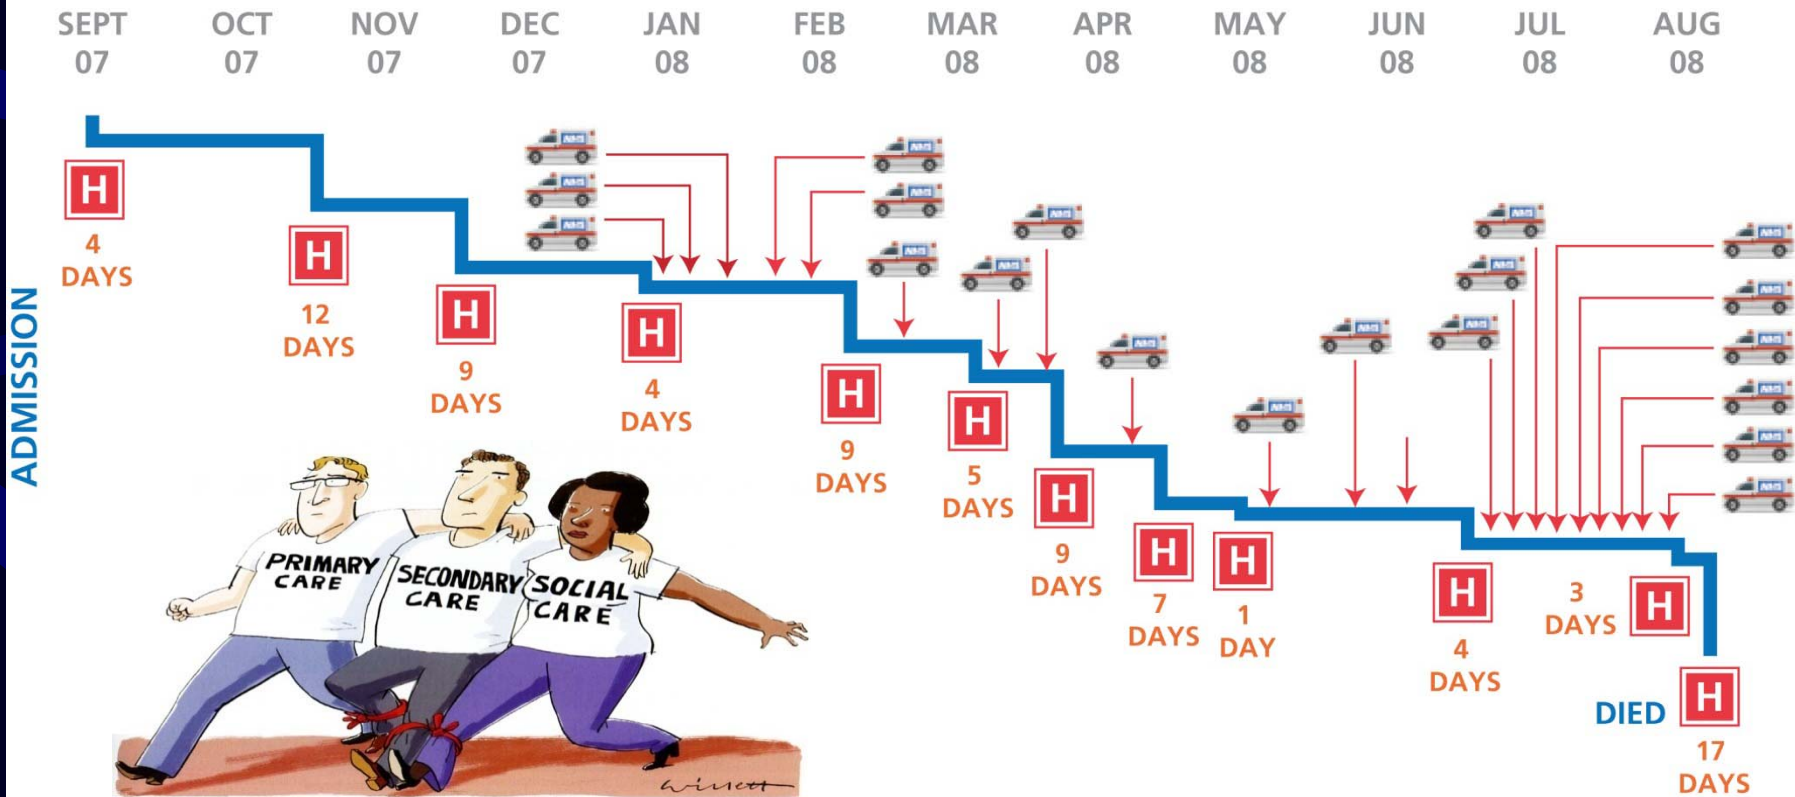 SEPT OCT NOV DEC JAN FEB MAR APR MAY JUN JUL AUG
07 07 07 07 08 08 08 08 08 08 08 08
ADMISSION
H
4
DAYS
H
12
DAYS
H
9
DAYS
H
4
DAYS
H
9
DAYS
H
5
DAYS
H
9
DAYS
H
7
DAYS
H
1
DAY
H
4
DAYS
3
DAYS
H
DIED
H
17
DAYS
PRIMARY
CARE
SECONDARY
CARE
SOCIAL
CARE